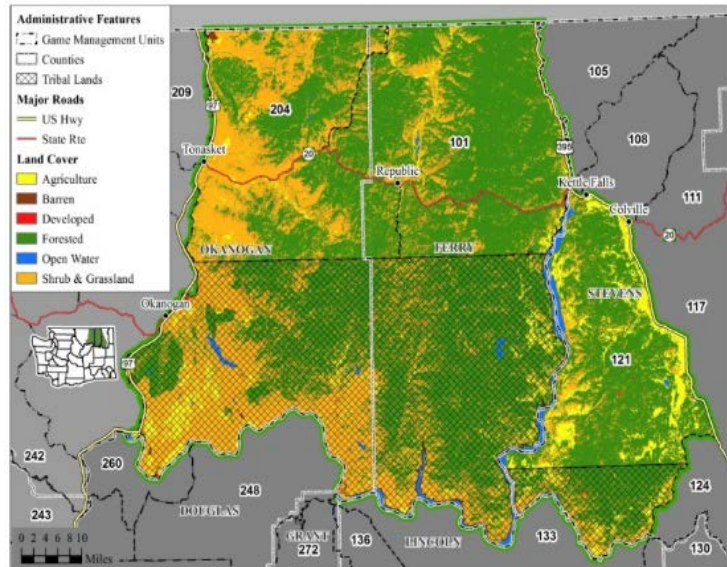 Administrative Features
Game Management Units
Counties
Tribal Lands
Major Roads
US Hwy
State Rte
Land Cover
Agriculture
Barren
Developed
Forested
Open Water
Shrub & Grassland
209
97
204
101
105
108
395
Tonasket
20
Republic
Kettle Falls
111
Colville
20
OKANOGAN
FERRY
Okanogan
STEVENS
117
97
121
242
260
248
124
243
DOUGLAS
GRANT
272
136
LINCOLN
133
130
0 2 4 6 8 10
Miles